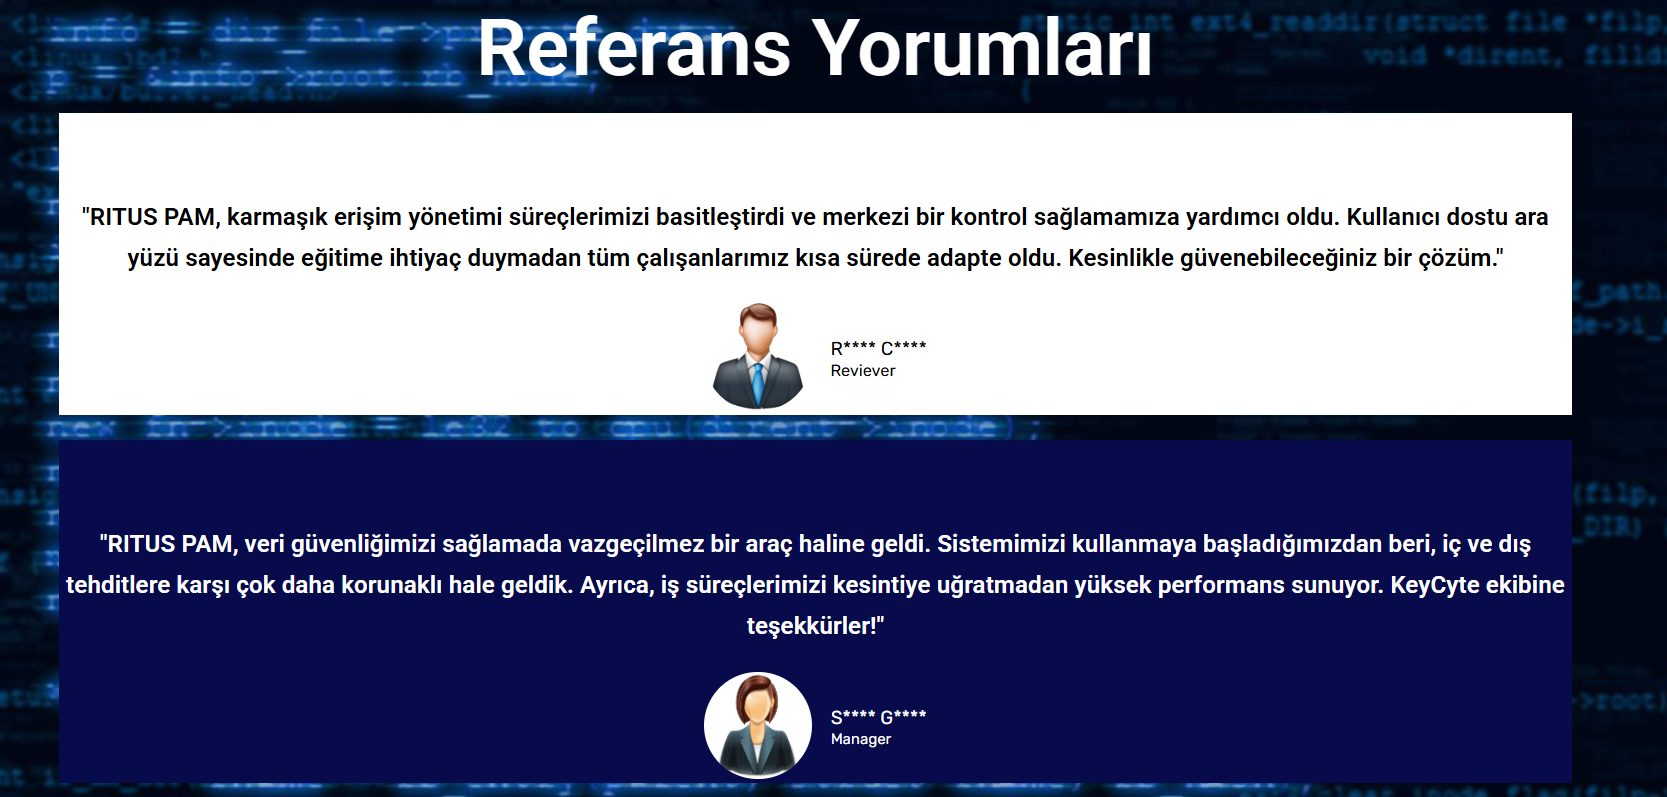 Referans Yorumları
"RITUS PAM, karmaşık erişim yönetimi süreçlerimizi basitleştirdi ve merkezi bir kontrol sağlamamıza yardımcı oldu. Kullanıcı dostu ara
yüzü sayesinde eğitime ihtiyaç duymadan tüm çalışanlarımız kısa sürede adapte oldu. Kesinlikle güvenebileceğiniz bir çözüm."
R**** C****
Reviever
"RITUS PAM, veri güvenliğimizi sağlamada vazgeçilmez bir araç haline geldi. Sistemimizi kullanmaya başladığımızdan beri, iç ve dış
tehditlere karşı çok daha korunaklı hale geldik. Ayrıca, iş süreçlerimizi kesintiye uğratmadan yüksek performans sunuyor. KeyCyte ekibine
teşekkürler!"
S**** G****
Manager